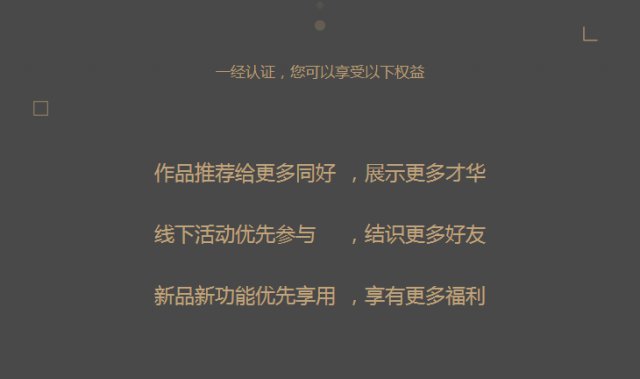 一经认证，您可以享受以下权益
作品推荐给更多同好 ，展示更多才华
线下活动优先参与 ，结识更多好友
新品新功能优先享用 ，享有更多福利